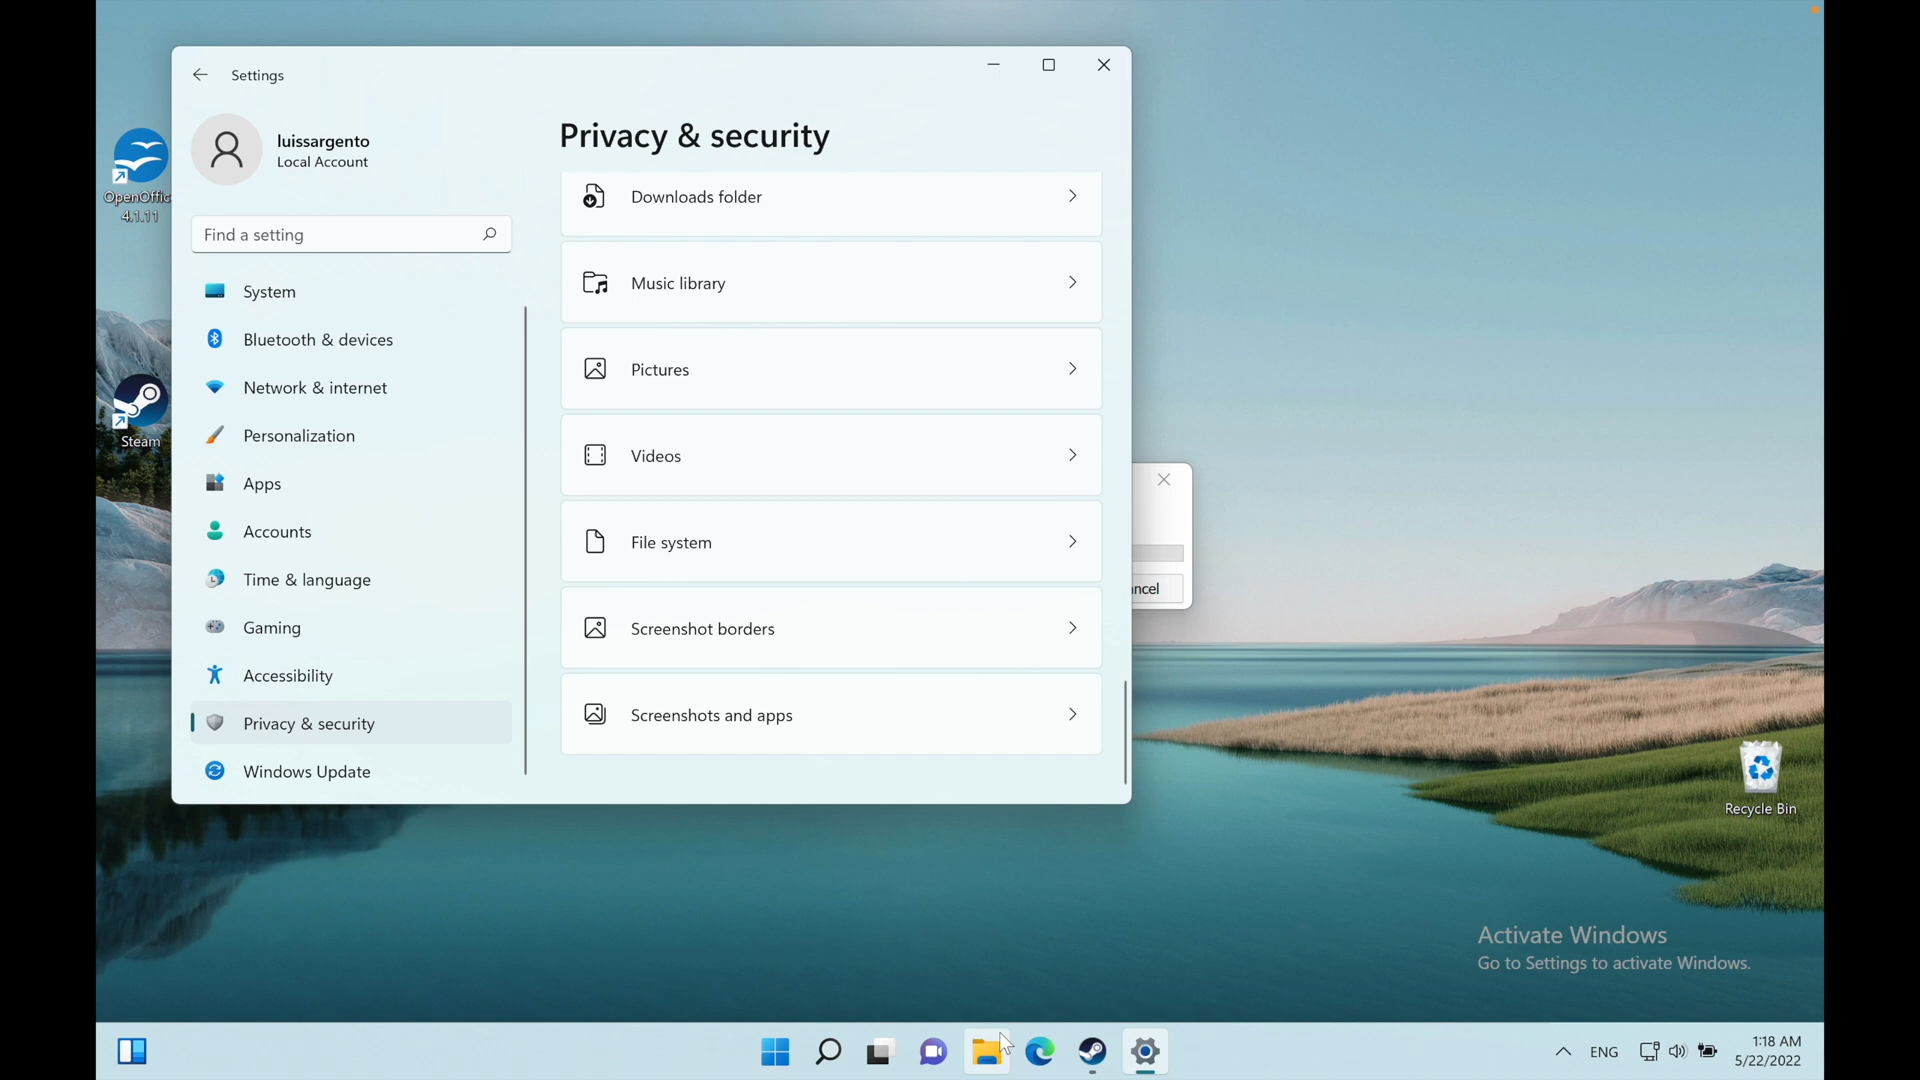 Settings
luissargento
Local Account
Find a setting
System
Bluetooth & devices
Network & internet
Personalization
Apps
Accounts
Time & language
Gaming
Accessibility
Privacy & security
Windows Update
Privacy & security
Downloads folder
Music library
Pictures
Videos
File system
Screenshot borders
Screenshots and apps
OpenOffic
4.1.11
Steam
ncel
Recycle Bin
Activate Windows
Go to Settings to activate Windows.
ENG
1:18 AM
5/22/2022